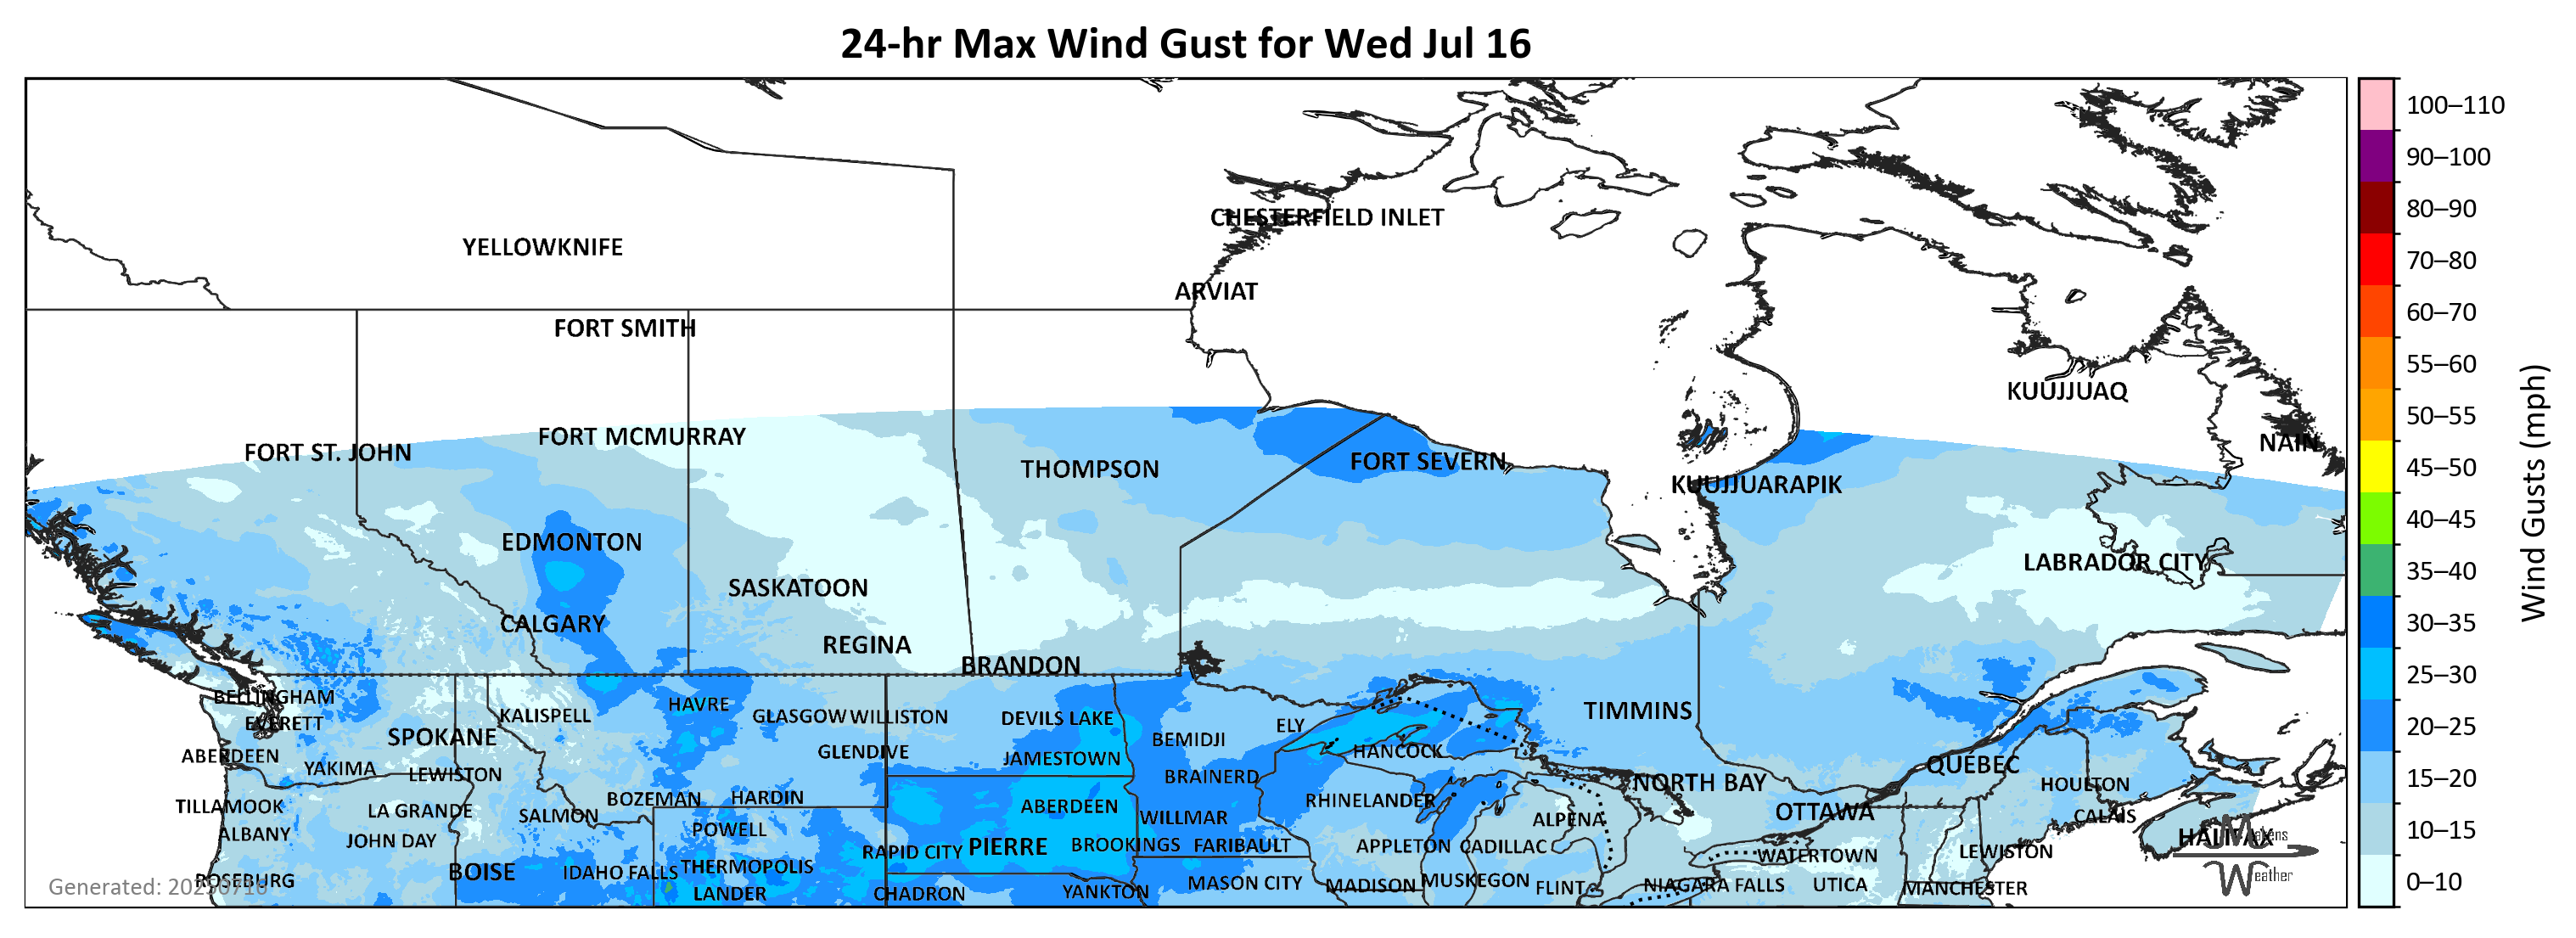 24-hr Max Wind Gust for Wed Jul 16
100–110
90–100
80–90
70–80
60–70
55–60
50–55
45–50
40–45
35–40
30–35
25–30
20–25
15–20
10–15
0–10
Wind Gusts (mph)
CHESTERFIELD INLET
YELLOWKNIFE
ARVIAT
FORT SMITH
KUUJJUAQ
FORT MCMURRAY
NAIN
FORT ST. JOHN
FORT SEVERN
THOMPSON
KUUJJUARAPIK
EDMONTON
LABRADOR CITY
SASKATOON
CALGARY
REGINA
BRANDON
BELLINGHAM
HAVRE
TIMMINS
KALISPELL
GLASGOW
WILLISTON
DEVILS LAKE
EVERETT
ELY
SPOKANE
BEMIDJI
HANCOCK
GLENDIVE
ABERDEEN
JAMESTOWN
QUÉBEC
YAKIMA
LEWISTON
BRAINERD
NORTH BAY
HOULTON
BOZEMAN
HARDIN
RHINELANDER
TILLAMOOK
LA GRANDE
ABERDEEN
OTTAWA
SALMON
WILLMAR
ALPENA
CALAIS
ALBANY
JOHN DAY
POWELL
HALIFAX
RAPID CITY
PIERRE
BROOKINGS
FARIBAULT
APPLETON
CADILLAC
WATERTOWN
LEWISTON
BOISE
IDAHO FALLS
THERMOPOLIS
ROSEBURG
MASON CITY
MADISON
MUSKEGON
FLINT
NIAGARA FALLS
UTICA
MANCHESTER
LANDER
CHADRON
YANKTON
Generated: 20250716
Makens
Weather